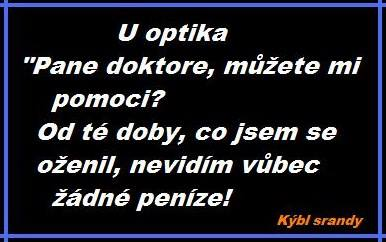 U optika
"Pane doktore, můžete mi
pomoci?
Od té doby, co jsem se
oženil, nevidím vůbec
žádné peníze!
Kýbl srandy